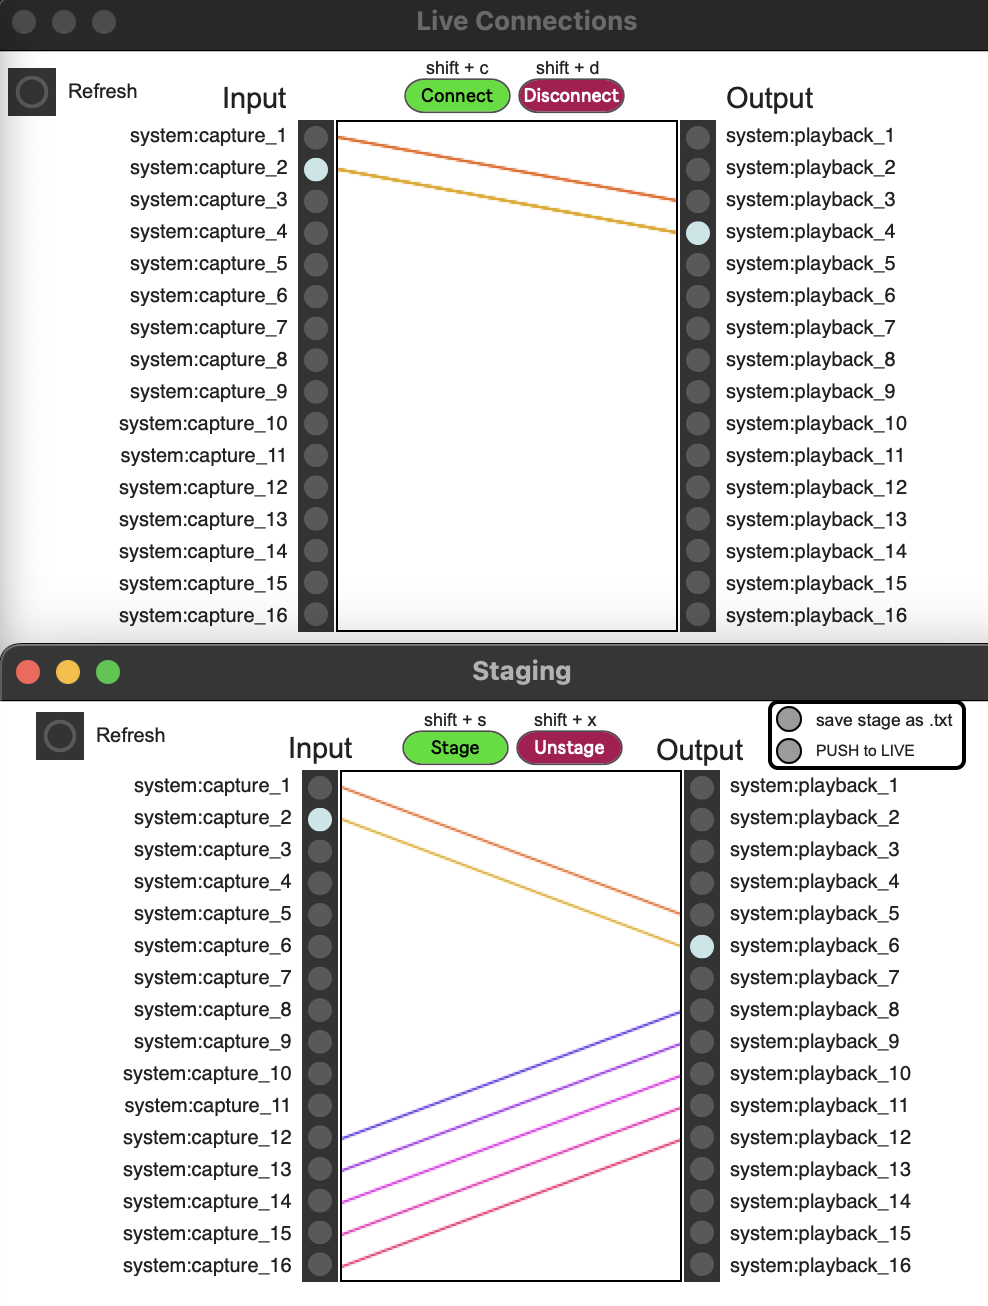 Live Connections
shift + c shift + d
Refresh Input Connect Disconnect Output
system:capture_1 system:playback_1
system:capture_2 system:playback_2
system:capture_3 system:playback_3
system:capture_4 system:playback_4
system:capture_5 system:playback_5
system:capture_6 system:playback_6
system:capture_7 system:playback_7
system:capture_8 system:playback_8
system:capture_9 system:playback_9
system:capture_10 system:playback_10
system:capture_11 system:playback_11
system:capture_12 system:playback_12
system:capture_13 system:playback_13
system:capture_14 system:playback_14
system:capture_15 system:playback_15
system:capture_16 system:playback_16
Staging
shift + s shift + x save stage as .txt
Refresh Input Stage Unstage Output PUSH to LIVE
system:capture_1 system:playback_1
system:capture_2 system:playback_2
system:capture_3 system:playback_3
system:capture_4 system:playback_4
system:capture_5 system:playback_5
system:capture_6 system:playback_6
system:capture_7 system:playback_7
system:capture_8 system:playback_8
system:capture_9 system:playback_9
system:capture_10 system:playback_10
system:capture_11 system:playback_11
system:capture_12 system:playback_12
system:capture_13 system:playback_13
system:capture_14 system:playback_14
system:capture_15 system:playback_15
system:capture_16 system:playback_16